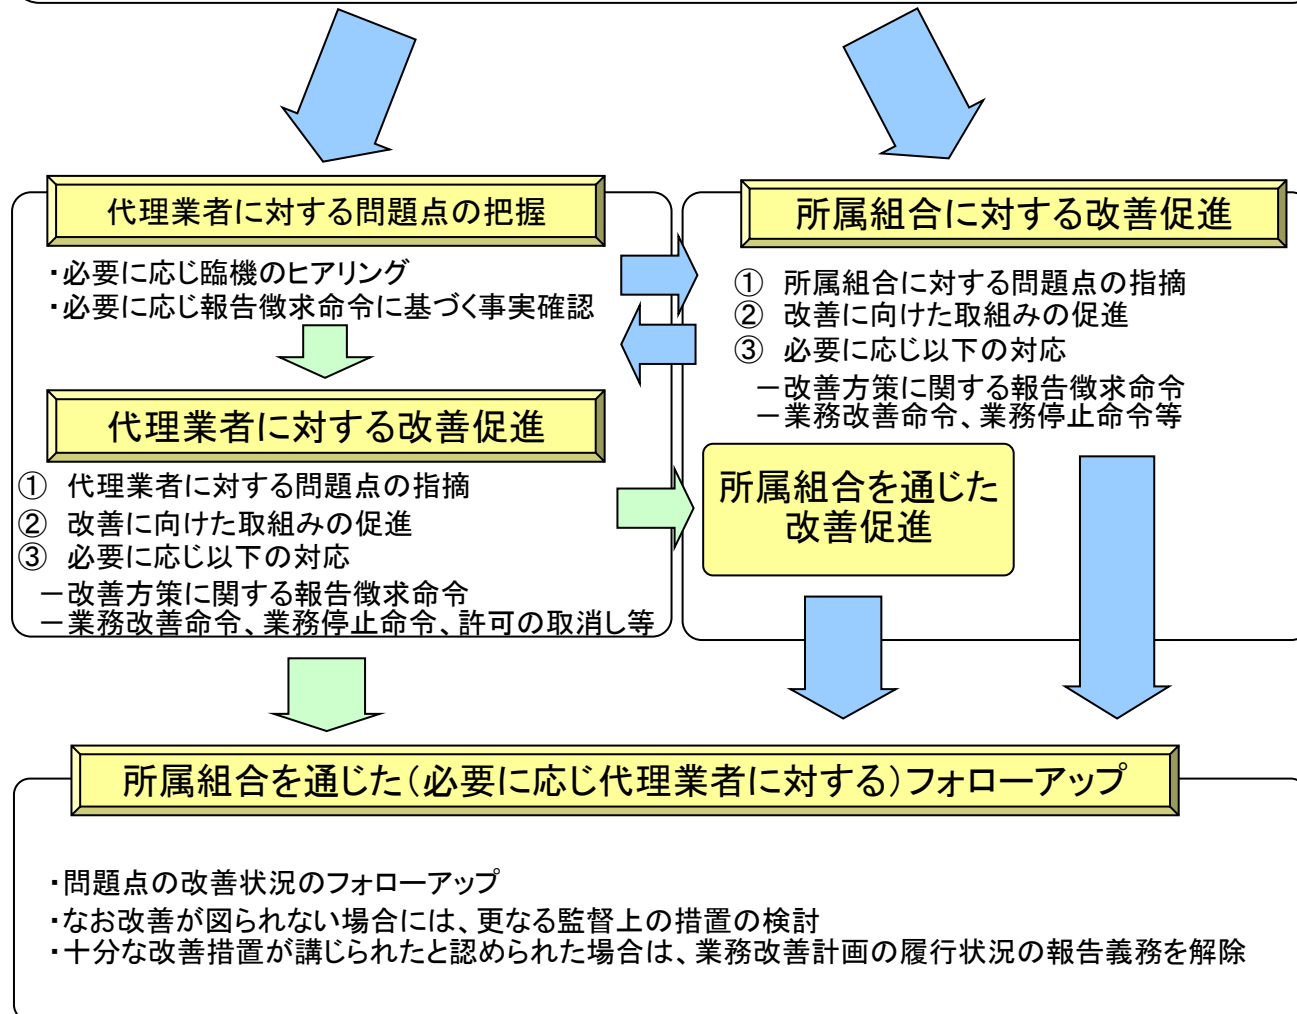 代理業者に対する問題点の把握
・必要に応じ臨機のヒアリング
・必要に応じ報告徴求命令に基づく事実確認
代理業者に対する改善促進
① 代理業者に対する問題点の指摘
② 改善に向けた取組みの促進
③ 必要に応じ以下の対応
－改善方策に関する報告徴求命令
－業務改善命令、業務停止命令、許可の取消し等
所属組合に対する改善促進
① 所属組合に対する問題点の指摘
② 改善に向けた取組みの促進
③ 必要に応じ以下の対応
－改善方策に関する報告徴求命令
－業務改善命令、業務停止命令等
所属組合を通じた
改善促進
所属組合を通じた（必要に応じ代理業者に対する）フォローアップ
・問題点の改善状況のフォローアップ
・なお改善が図られない場合には、更なる監督上の措置の検討
・十分な改善措置が講じられたと認められた場合は、業務改善計画の履行状況の報告義務を解除